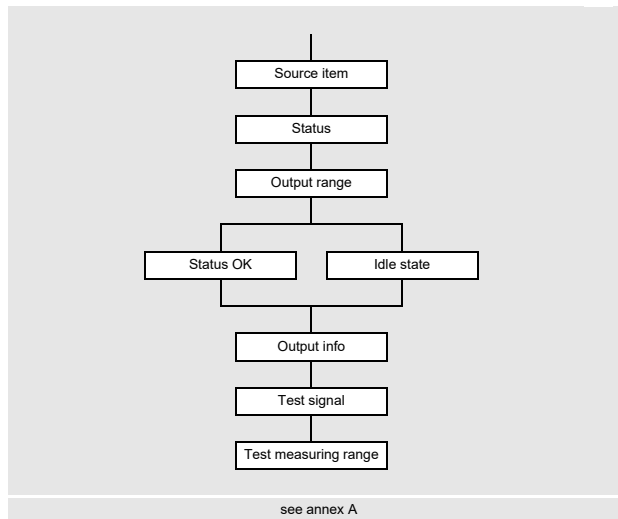 Source item
Status
Output range
Status OK
Idle state
Output info
Test signal
Test measuring range
see annex A